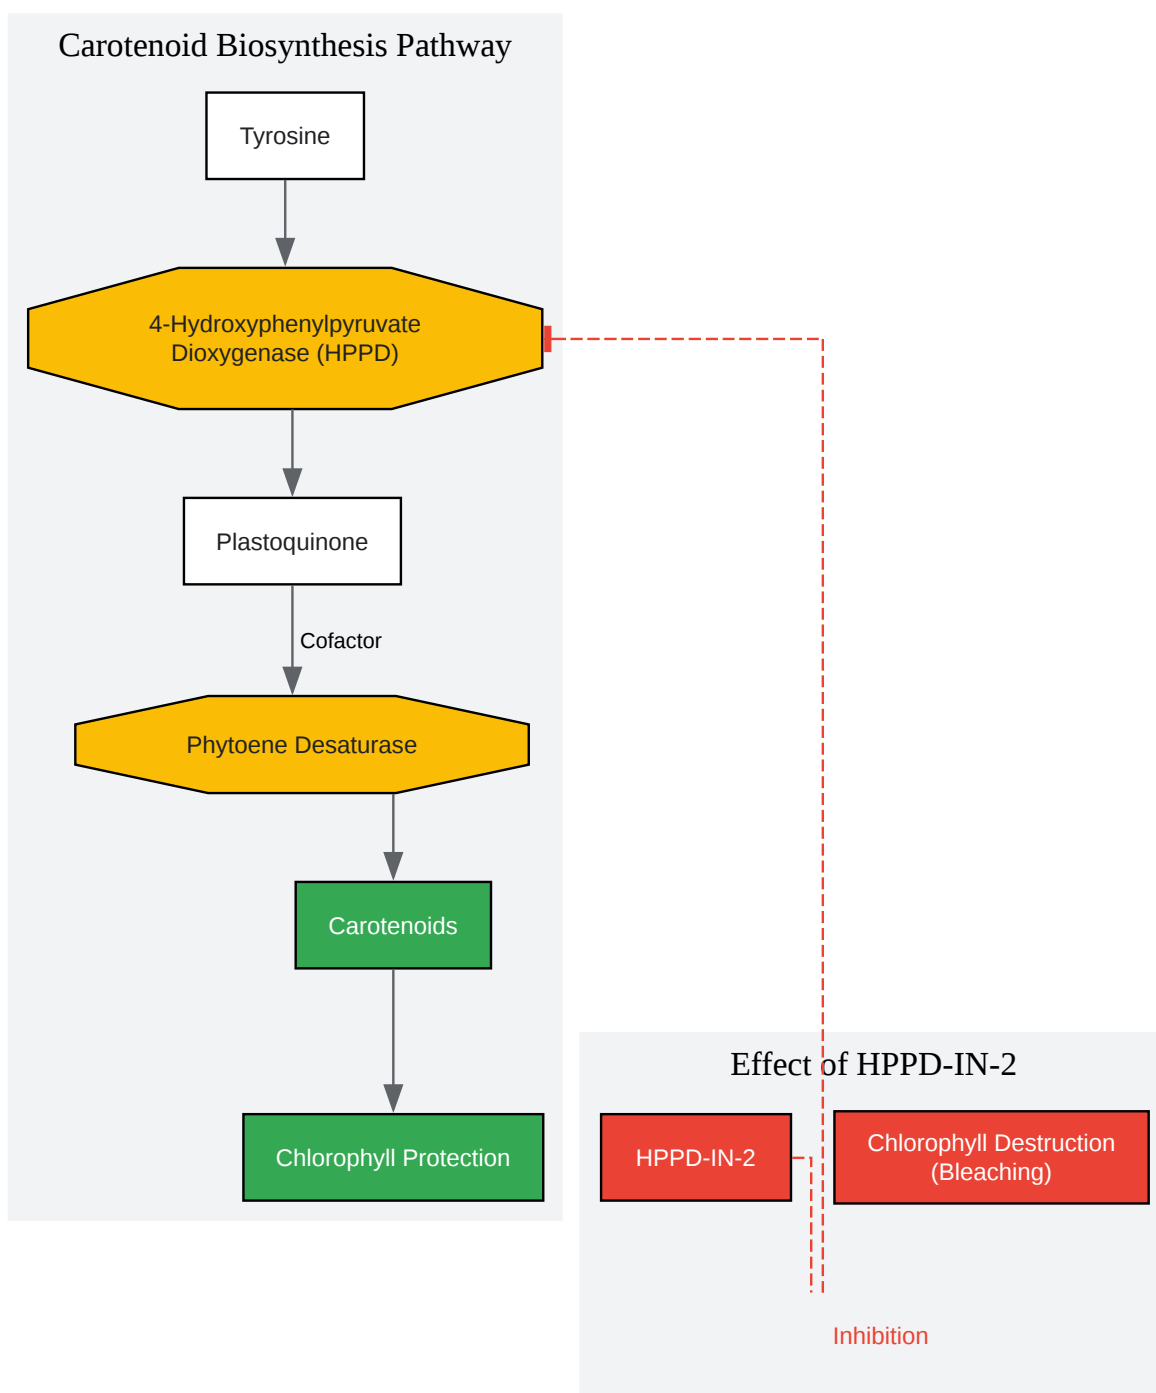 Carotenoid Biosynthesis Pathway
Tyrosine
4-Hydroxyphenylpyruvate
Dioxygenase (HPPD)
Plastoquinone
Cofactor
Phytoene Desaturase
Carotenoids
Chlorophyll Protection
Effect of HPPD-IN-2
HPPD-IN-2
Chlorophyll Destruction
(Bleaching)
Inhibition